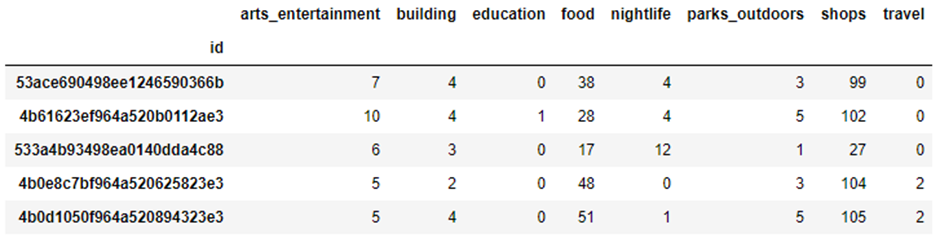 arts_entertainment building education food nightlife parks_outdoors shops travel
id
53ace690498ee1246590366b 7 4 0 38 4 3 99 0
4b61623ef964a520b0112ae3 10 4 1 28 4 5 102 0
533a4b93498ea0140dda4c88 6 3 0 17 12 1 27 0
4b0e8c7bf964a520625823e3 5 2 0 48 0 3 104 2
4b0d1050f964a520894323e3 5 4 0 51 1 5 105 2